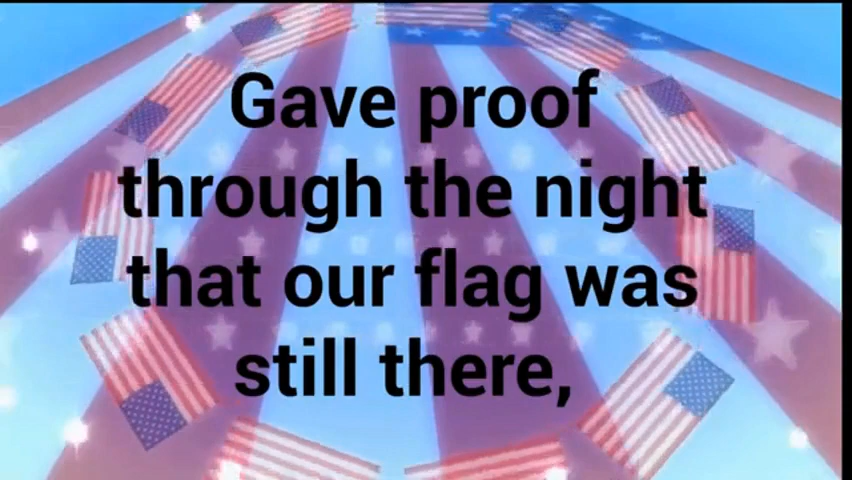 Gave proof
through the night
that our flag was
still there,